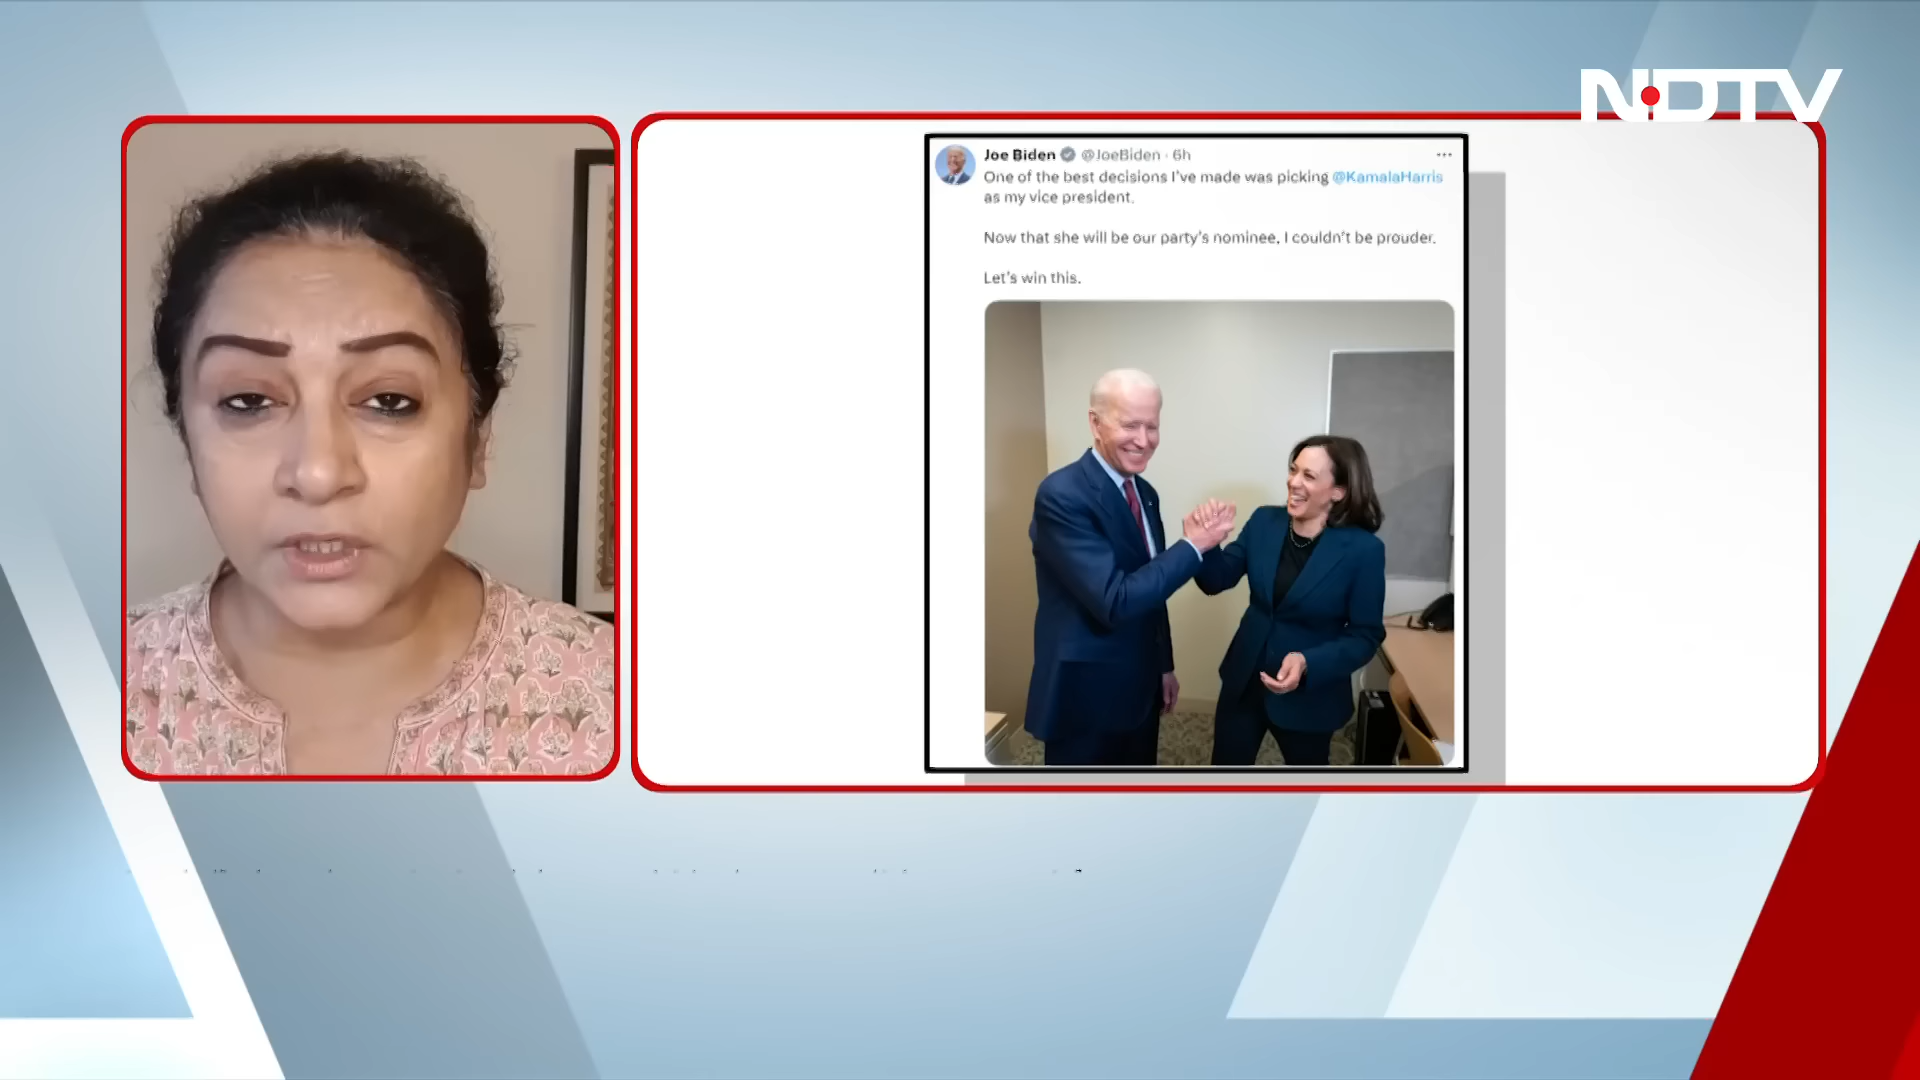 NDTV
Joe Biden @JoeBiden · 6h
One of the best decisions I've made was picking @KamalaHarris
as my vice president.
Now that she will be our party's nominee, I couldn't be prouder.
Let's win this.